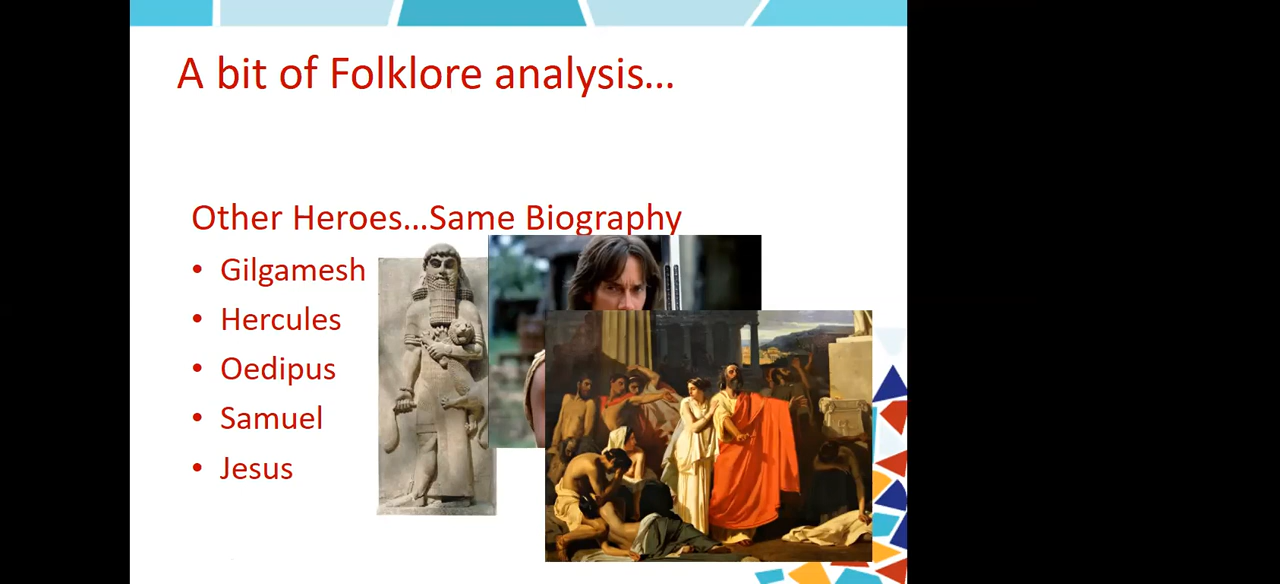 A bit of Folklore analysis...
Other Heroes...Same Biography
• Gilgamesh
• Hercules
• Oedipus
• Samuel
• Jesus